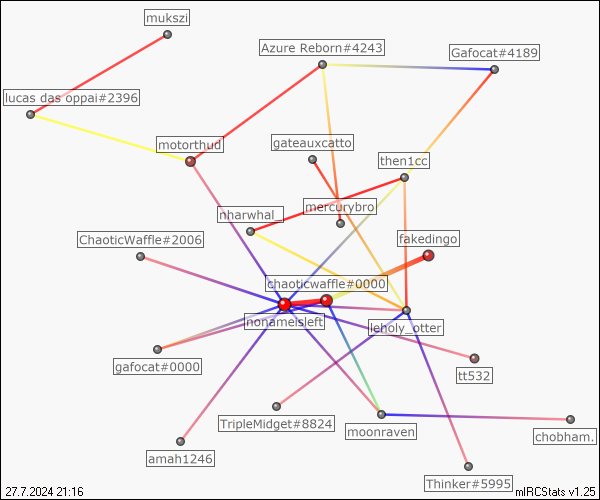 mukszi
Azure Reborn#4243
Gafocat#4189
lucas das oppai#2396
motorthud
gateauxcatto
then1cc
nharwhal_
mercurybro
ChaoticWaffle#2006
fakedingo
chaoticwaffle#0000
nonameisleft
leholy_otter
gafocat#0000
tt532
TripleMidget#8824
moonraven
chobham.
amah1246
Thinker#5995
27.7.2024 21:16
mIRCStats v1.25